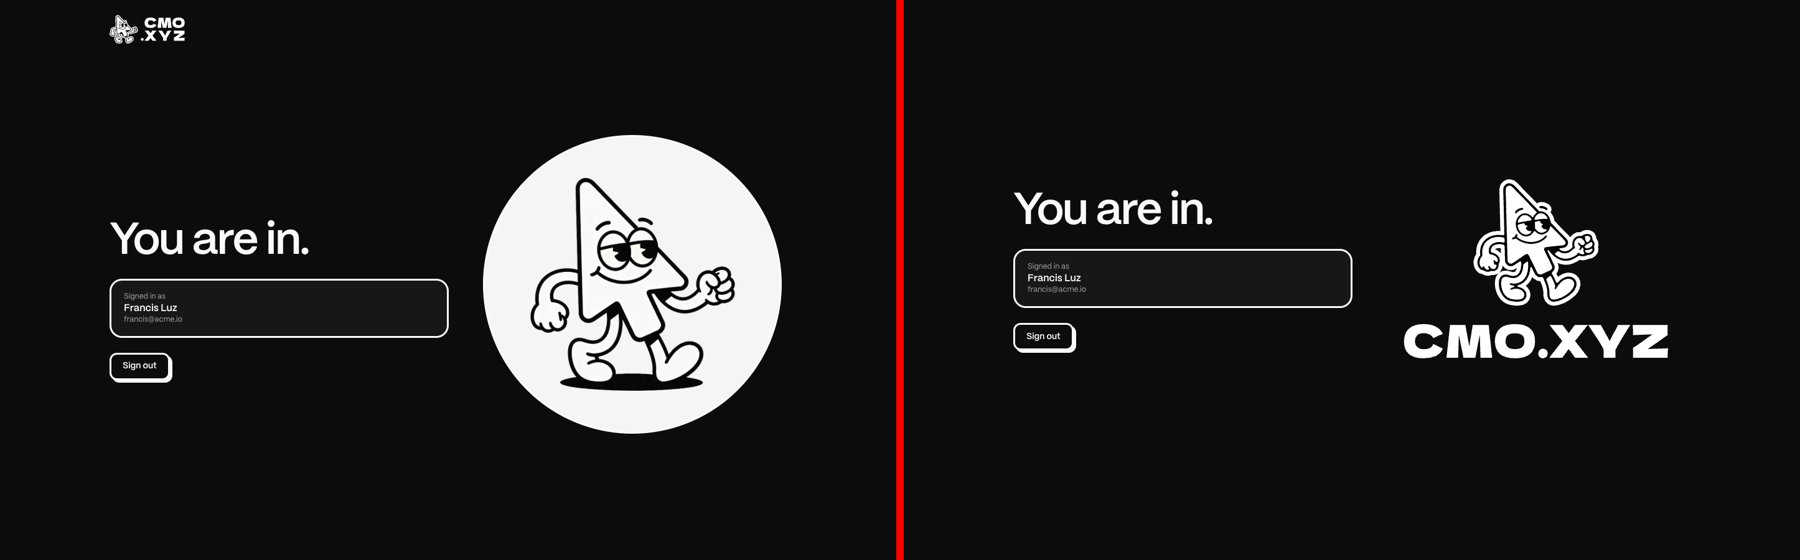 CMO
.XYZ
You are in.
Signed in as
Francis Luz
francis@acme.io
Sign out
You are in.
Signed in as
Francis Luz
francis@acme.io
Sign out
CMO.XYZ